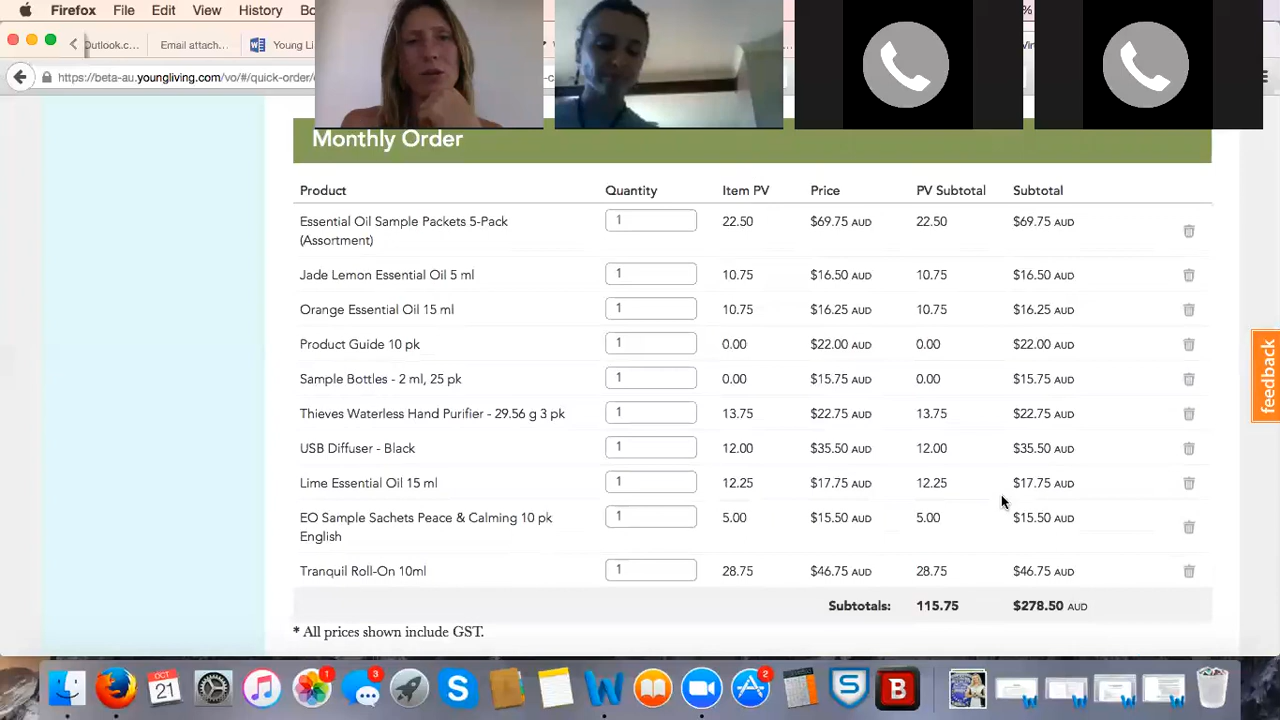 Firefox File Edit View History %
Outlook.c... Email attach... Young Li
https://beta-au.youngliving.com/vo/#/quick-order/
Monthly Order
Product Quantity Item PV Price PV Subtotal Subtotal
Essential Oil Sample Packets 5-Pack 1 22.50 $69.75 AUD 22.50 $69.75 AUD
(Assortment)
Jade Lemon Essential Oil 5 ml 1 10.75 $16.50 AUD 10.75 $16.50 AUD
Orange Essential Oil 15 ml 1 10.75 $16.25 AUD 10.75 $16.25 AUD
Product Guide 10 pk 1 0.00 $22.00 AUD 0.00 $22.00 AUD
feedback
Sample Bottles - 2 ml, 25 pk 1 0.00 $15.75 AUD 0.00 $15.75 AUD
Thieves Waterless Hand Purifier - 29.56 g 3 pk 1 13.75 $22.75 AUD 13.75 $22.75 AUD
USB Diffuser - Black 1 12.00 $35.50 AUD 12.00 $35.50 AUD
Lime Essential Oil 15 ml 1 12.25 $17.75 AUD 12.25 $17.75 AUD
EO Sample Sachets Peace & Calming 10 pk 1 5.00 $15.50 AUD 5.00 $15.50 AUD
English
Tranquil Roll-On 10ml 1 28.75 $46.75 AUD 28.75 $46.75 AUD
Subtotals: 115.75 $278.50 AUD
* All prices shown include GST.
OCT 1 3 2
21 S S B